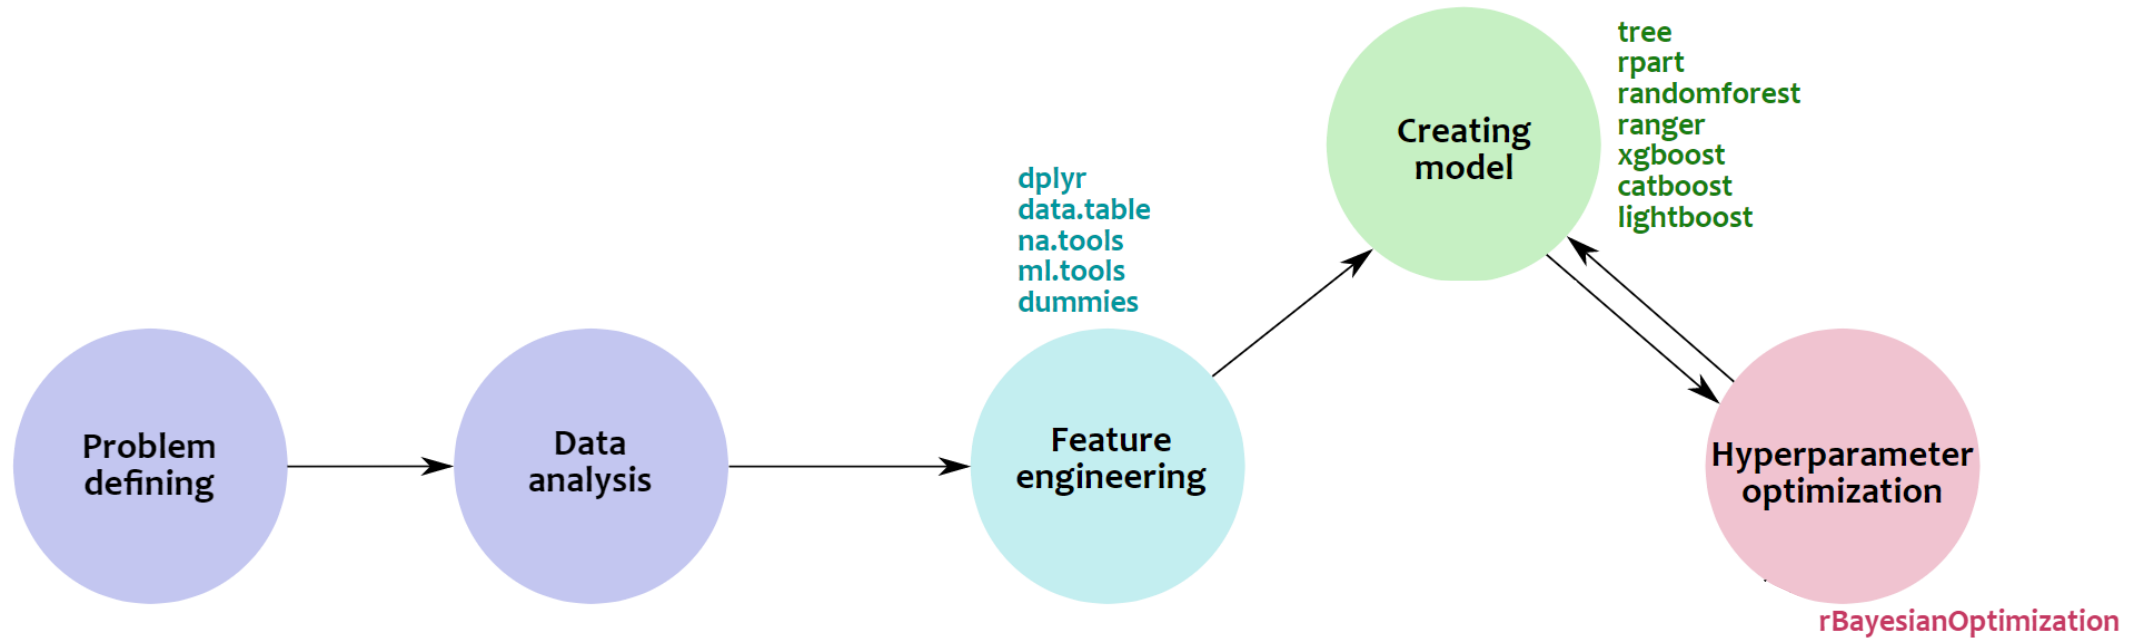 Problem
defining
Data
analysis
dplyr
data.table
na.tools
ml.tools
dummies
Feature
engineering
Creating
model
tree
rpart
randomforest
ranger
xgboost
catboost
lightboost
Hyperparameter
optimization
rBayesianOptimization